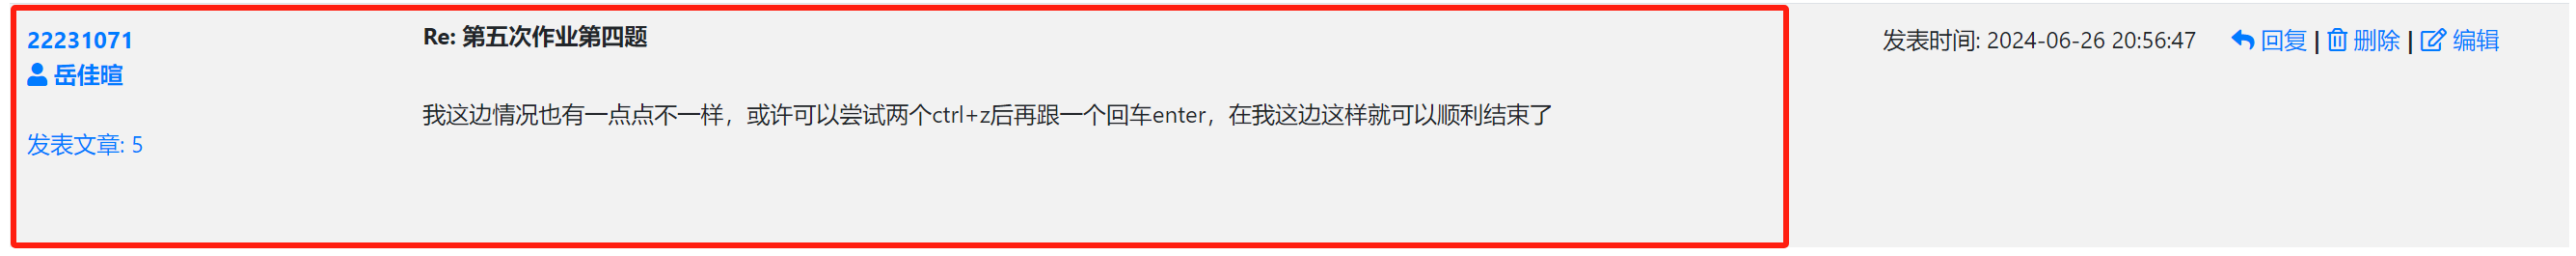 22231071
岳佳暄
发表文章: 5
Re: 第五次作业第四题
我这边情况也有一点点不一样，或许可以尝试两个ctrl+z后再跟一个回车enter，在我这边这样就可以顺利结束了
发表时间: 2024-06-26 20:56:47 回复 | 删除 | 编辑